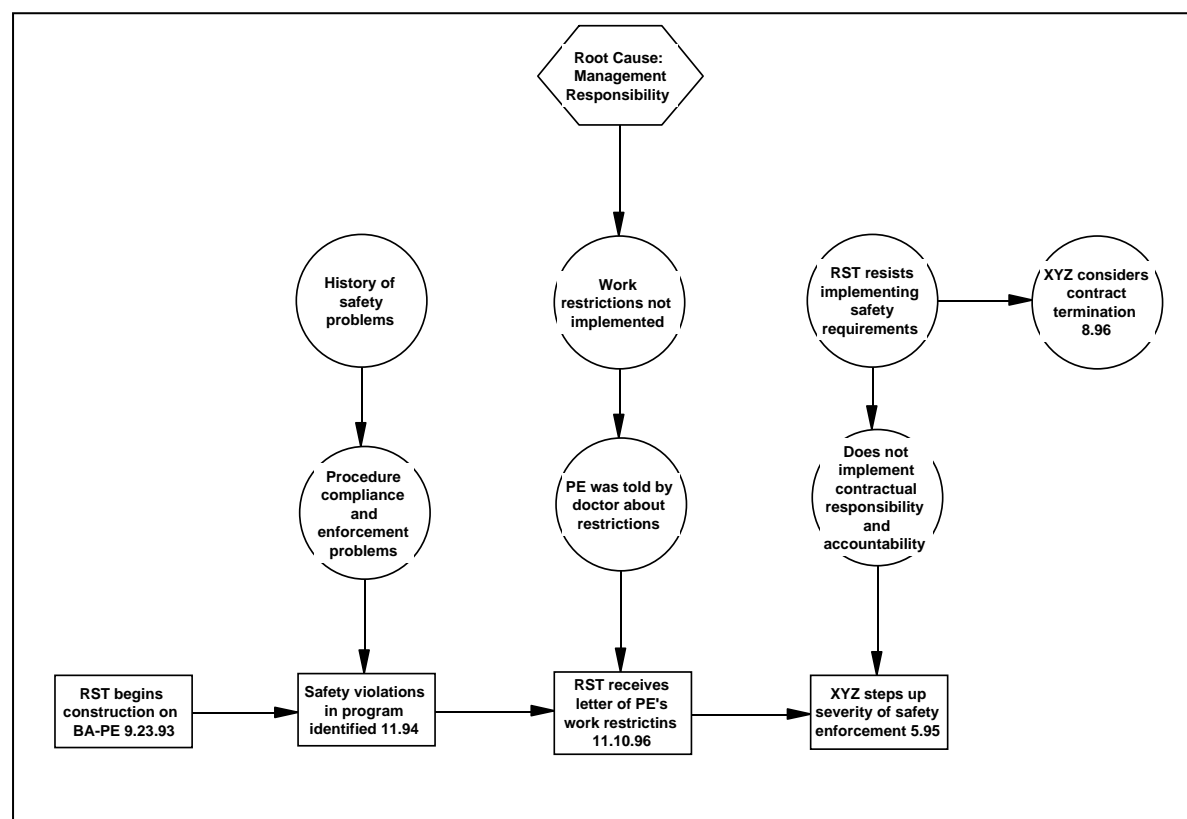 Root Cause:
Management
Responsibility
History of
safety
problems
Work
restrictions not
implemented
RST resists
implementing
safety
requirements
XYZ considers
contract
termination
8.96
Procedure
compliance
and
enforcement
problems
PE was told by
doctor about
restrictions
Does not
implement
contractual
responsibility
and
accountability
RST begins
construction on
BA-PE 9.23.93
Safety violations
in program
identified 11.94
RST receives
letter of PE's
work restrictins
11.10.96
XYZ steps up
severity of safety
enforcement 5.95